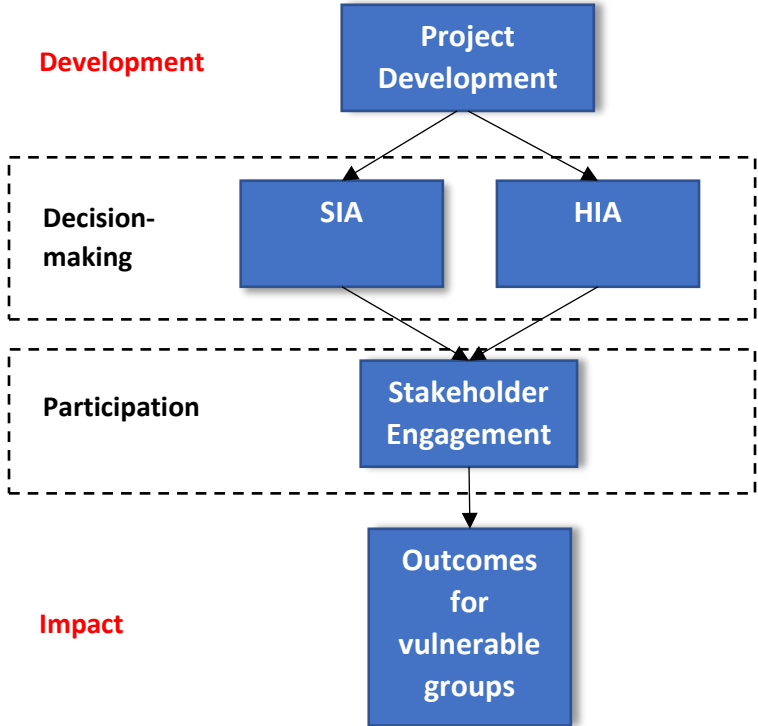 Development
Project
Development
Decision-
making
SIA
HIA
Participation
Stakeholder
Engagement
Impact
Outcomes
for
vulnerable
groups